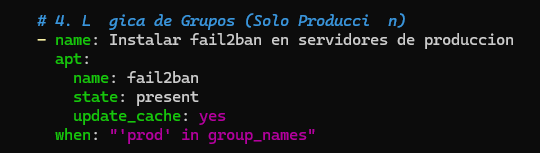 # 4. L  gica de Grupos (Solo Producci  n)
- name: Instalar fail2ban en servidores de produccion
  apt:
    name: fail2ban
    state: present
    update_cache: yes
  when: "'prod' in group_names"